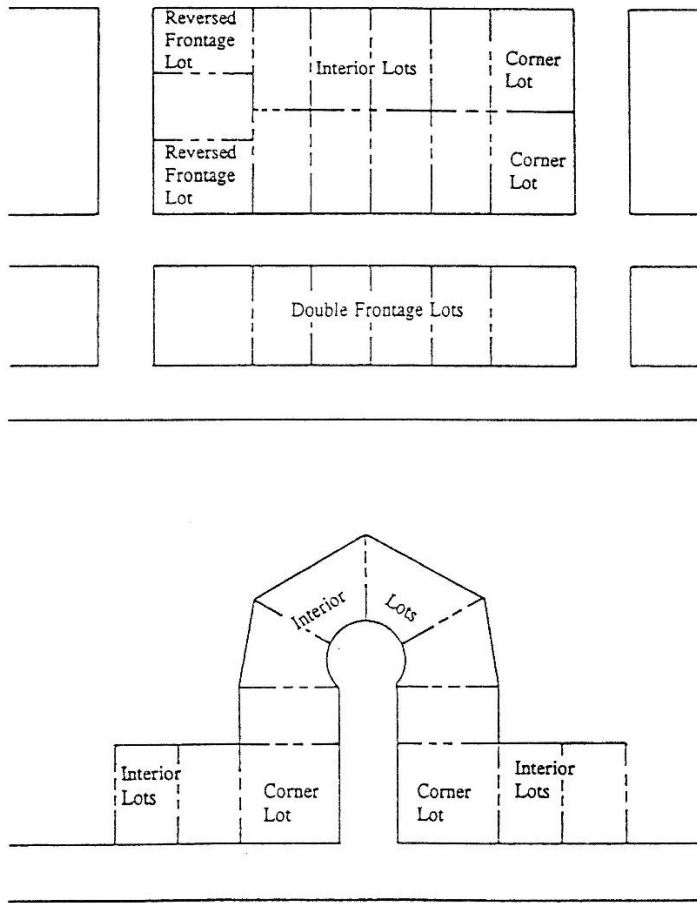 Reversed
Frontage
Lot
Interior Lots
Corner
Lot
Reversed
Frontage
Lot
Corner
Lot
Double Frontage Lots
Interior
Lots
Interior
Lots
Corner
Lot
Corner
Lot
Interior
Lots